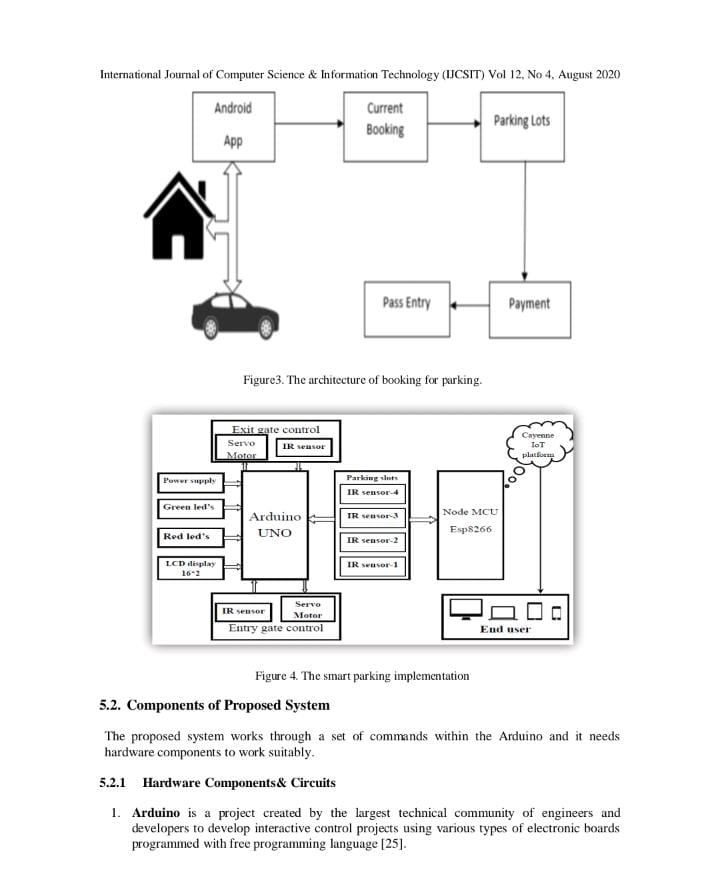 International Journal of Computer Science & Information Technology (IJCSIT) Vol 12, No 4, August 2020
Android
App
Current
Booking
Parking Lots
Pass Entry
Payment
Figure3. The architecture of booking for parking.
Exit gate control
Servo
Motor
IR sensor
Power supply
Green led's
Red led's
LCD display
16*2
Arduino
UNO
Parking slots
IR sensor-4
IR sensor-3
IR sensor-2
IR sensor-1
Node MCU
Esp8266
Cayenne
IoT
platform
IR sensor
Servo
Motor
Entry gate control
End user
Figure 4. The smart parking implementation
5.2. Components of Proposed System
The proposed system works through a set of commands within the Arduino and it needs
hardware components to work suitably.
5.2.1 Hardware Components& Circuits
1. Arduino is a project created by the largest technical community of engineers and
developers to develop interactive control projects using various types of electronic boards
programmed with free programming language [25].